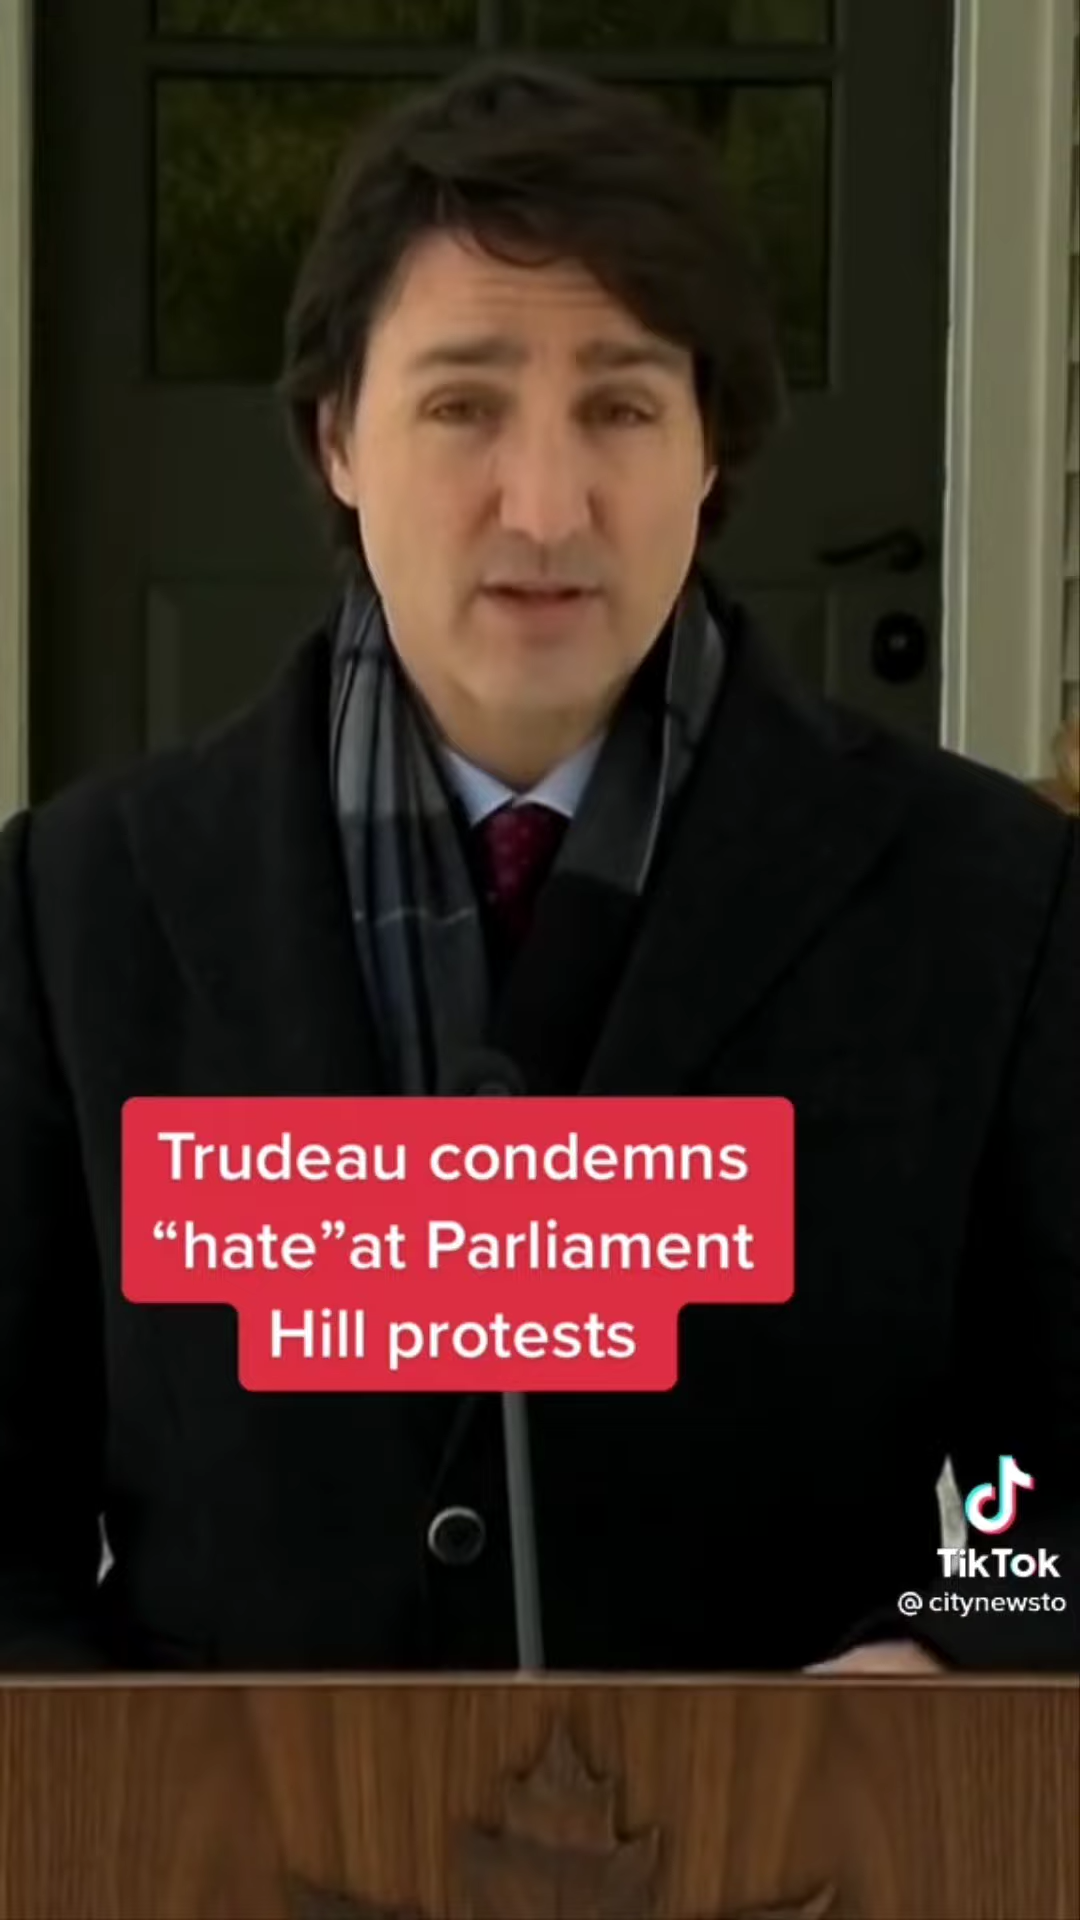 Trudeau condemns
“hate”at Parliament
Hill protests
TikTok
@citynewsto